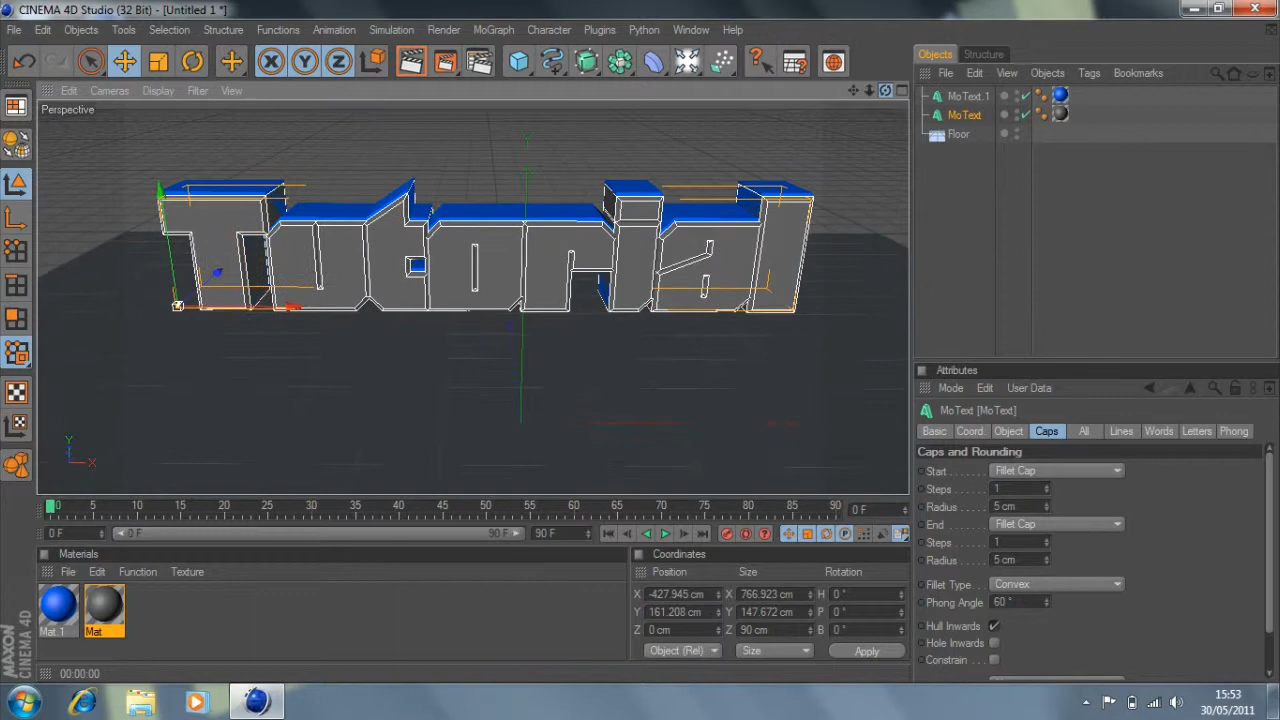 CINEMA 4D Studio (32 Bit) - [Untitled 1 *]
File Edit Objects Tools Selection Structure Functions Animation Simulation Render MoGraph Character Plugins Python Window Help
X Y Z
Objects Structure
File Edit View Objects Tags Bookmarks
MoText.1
MoText
Floor
Edit Cameras Display Filter View
Perspective
Y
X
Attributes
Mode Edit User Data
MoText [MoText]
Basic Coord. Object Caps All Lines Words Letters Phong
Caps and Rounding
Start Fillet Cap
Steps 1
Radius 5 cm
End Fillet Cap
Steps 1
Radius 5 cm
Fillet Type Convex
Phong Angle 60 °
Hull Inwards
Hole Inwards
Constrain
0 5 10 15 20 25 30 35 40 45 50 55 60 65 70 75 80 85 90 0 F
0 F 0 F 90 F 90 F
Materials
File Edit Function Texture
Mat.1 Mat
Coordinates
Position Size Rotation
X -427.945 cm X 766.923 cm H 0 °
Y 161.208 cm Y 147.672 cm P 0 °
Z 0 cm Z 90 cm B 0 °
Object (Rel) Size Apply
MAXON CINEMA 4D
00:00:00
15:53
30/05/2011